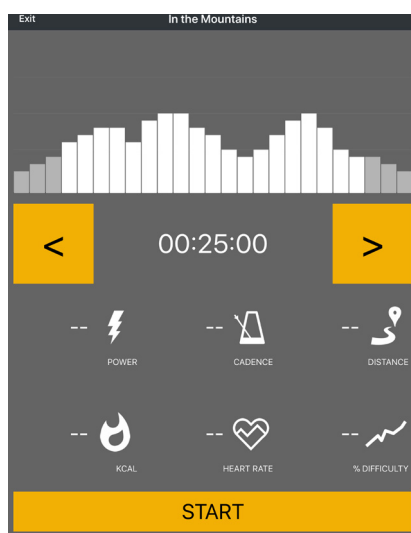 Exit In the Mountains
< 00:25:00 >
-- -- --
POWER CADENCE DISTANCE
-- -- --
KCAL HEART RATE % DIFFICULTY
START